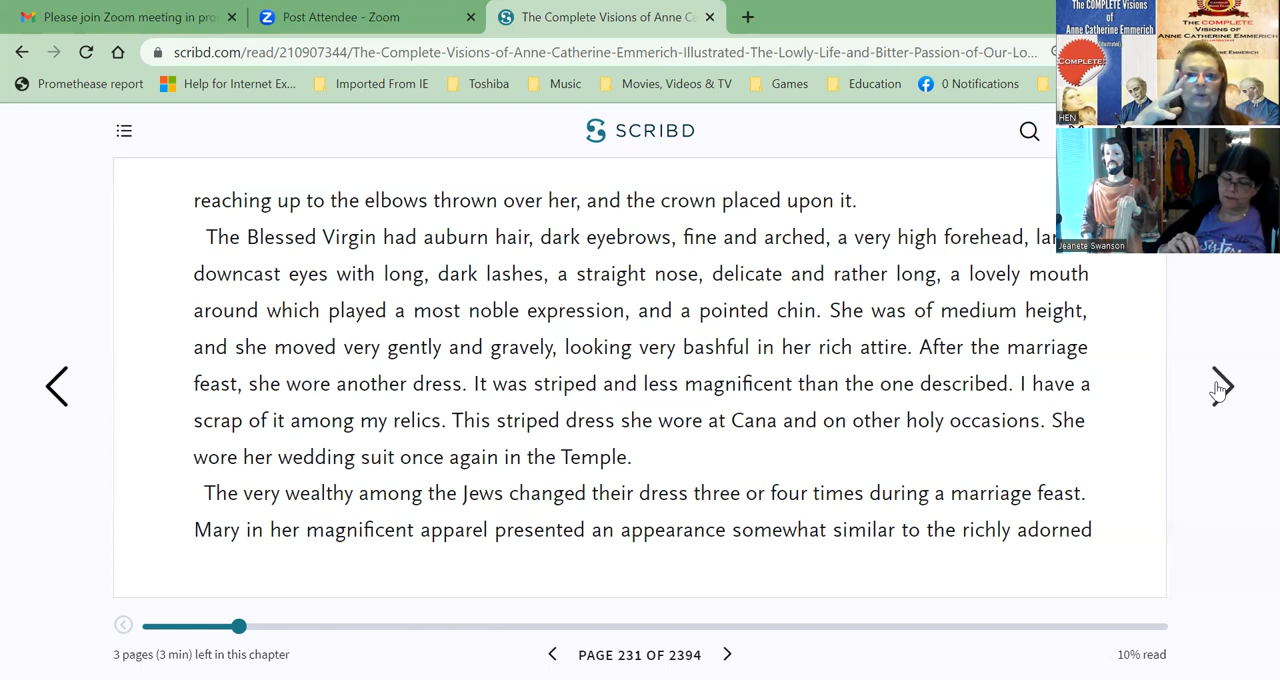 Please join Zoom meeting in pro
Post Attendee - Zoom
The Complete Visions of Anne C
scribd.com/read/210907344/The-Complete-Visions-of-Anne-Catherine-Emmerich-Illustrated-The-Lowly-Life-and-Bitter-Passion-of-Our-Lo...
Promethease report
Help for Internet Ex...
Imported From IE
Toshiba
Music
Movies, Videos & TV
Games
Education
0 Notifications
The COMPLETE Visions
of
Anne Catherine Emmerich
COMPLETE!
The COMPLETE
VISIONS OF
ANNE CATHERINE EMMERICH
HEN
Jeanete Swanson
SCRIBD
reaching up to the elbows thrown over her, and the crown placed upon it.
The Blessed Virgin had auburn hair, dark eyebrows, fine and arched, a very high forehead, lar
downcast eyes with long, dark lashes, a straight nose, delicate and rather long, a lovely mouth
around which played a most noble expression, and a pointed chin. She was of medium height,
and she moved very gently and gravely, looking very bashful in her rich attire. After the marriage
feast, she wore another dress. It was striped and less magnificent than the one described. I have a
scrap of it among my relics. This striped dress she wore at Cana and on other holy occasions. She
wore her wedding suit once again in the Temple.
The very wealthy among the Jews changed their dress three or four times during a marriage feast.
Mary in her magnificent apparel presented an appearance somewhat similar to the richly adorned
3 pages (3 min) left in this chapter
PAGE 231 OF 2394
10% read